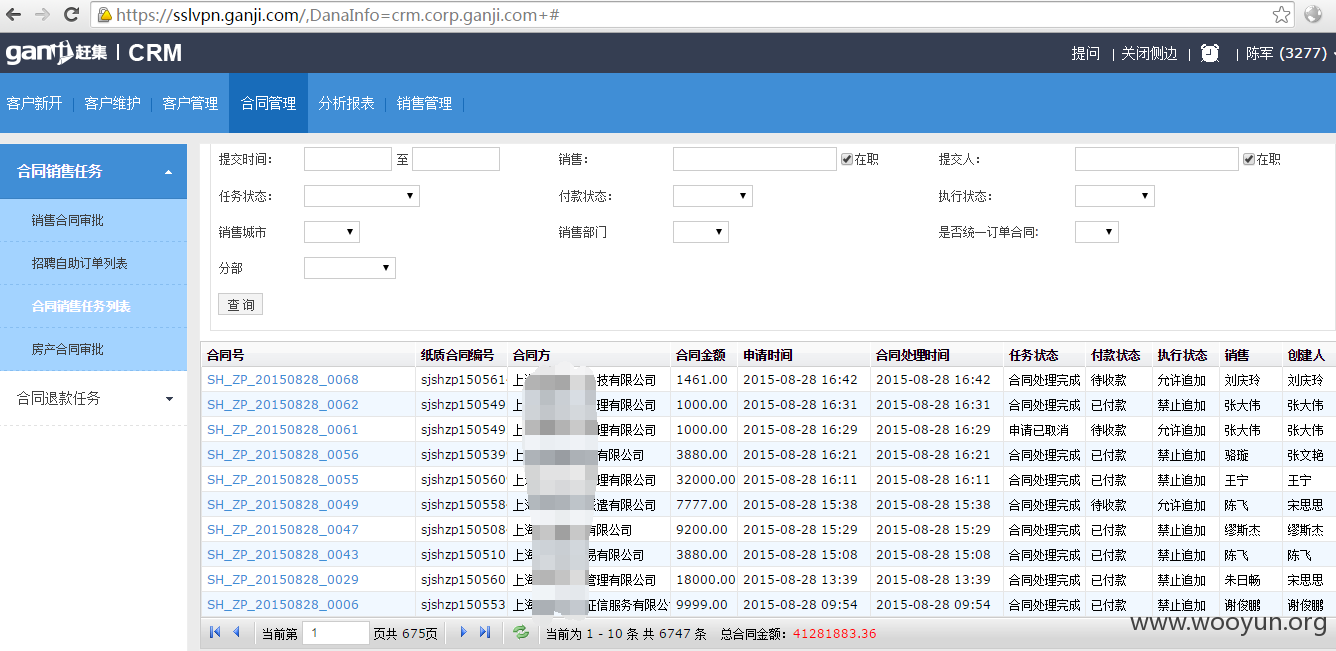 https://sslvpn.ganji.com/,DanaInfo=crm.corp.ganji.com+#
ganji赶集 | CRM
提问 | 关闭侧边 | | 陈军 (3277)
客户新开 | 客户维护 | 客户管理 合同管理 分析报表 | 销售管理 |
合同销售任务
销售合同审批
招聘自助订单列表
合同销售任务列表
房产合同审批
合同退款任务
提交时间: 至 销售: 在职 提交人: 在职
任务状态: 付款状态: 执行状态:
销售城市 销售部门 是否统一订单合同:
分部
查 询
合同号 纸质合同编号 合同方 合同金额 申请时间 合同处理时间 任务状态 付款状态 执行状态 销售 创建人
SH_ZP_20150828_0068 sjshzp150561 上 技有限公司 1461.00 2015-08-28 16:42 2015-08-28 16:42 合同处理完成 待收款 允许追加 刘庆玲 刘庆玲
SH_ZP_20150828_0062 sjshzp150549 上 理有限公司 1000.00 2015-08-28 16:31 2015-08-28 16:31 合同处理完成 已付款 禁止追加 张大伟 张大伟
SH_ZP_20150828_0061 sjshzp150549 上 理有限公司 1000.00 2015-08-28 16:29 2015-08-28 16:29 申请已取消 待收款 允许追加 张大伟 张大伟
SH_ZP_20150828_0056 sjshzp150539 上 有限公司 3880.00 2015-08-28 16:21 2015-08-28 16:21 合同处理完成 已付款 禁止追加 骆璇 张文艳
SH_ZP_20150828_0055 sjshzp150560 上 理有限公司 32000.00 2015-08-28 16:11 2015-08-28 16:11 合同处理完成 已付款 禁止追加 王宁 王宁
SH_ZP_20150828_0049 sjshzp150558 上 遣有限公司 7777.00 2015-08-28 15:38 2015-08-28 15:38 合同处理完成 待收款 允许追加 陈飞 宋思思
SH_ZP_20150828_0047 sjshzp150508 上 有限公司 9200.00 2015-08-28 15:29 2015-08-28 15:29 合同处理完成 已付款 禁止追加 缪斯杰 缪斯杰
SH_ZP_20150828_0043 sjshzp150510 上 易有限公司 3880.00 2015-08-28 15:08 2015-08-28 15:08 合同处理完成 已付款 禁止追加 陈飞 陈飞
SH_ZP_20150828_0029 sjshzp150560 上 管理有限公司 18000.00 2015-08-28 13:39 2015-08-28 13:39 合同处理完成 已付款 禁止追加 朱日畅 宋思思
SH_ZP_20150828_0006 sjshzp150553 上 征信服务有限公 9999.00 2015-08-28 09:54 2015-08-28 09:54 合同处理完成 已付款 禁止追加 谢俊鹏 谢俊鹏
当前第 1 页共 675页 当前为 1 - 10 条 共 6747 条 总合同金额: 41281883.36
www.wooyun.org